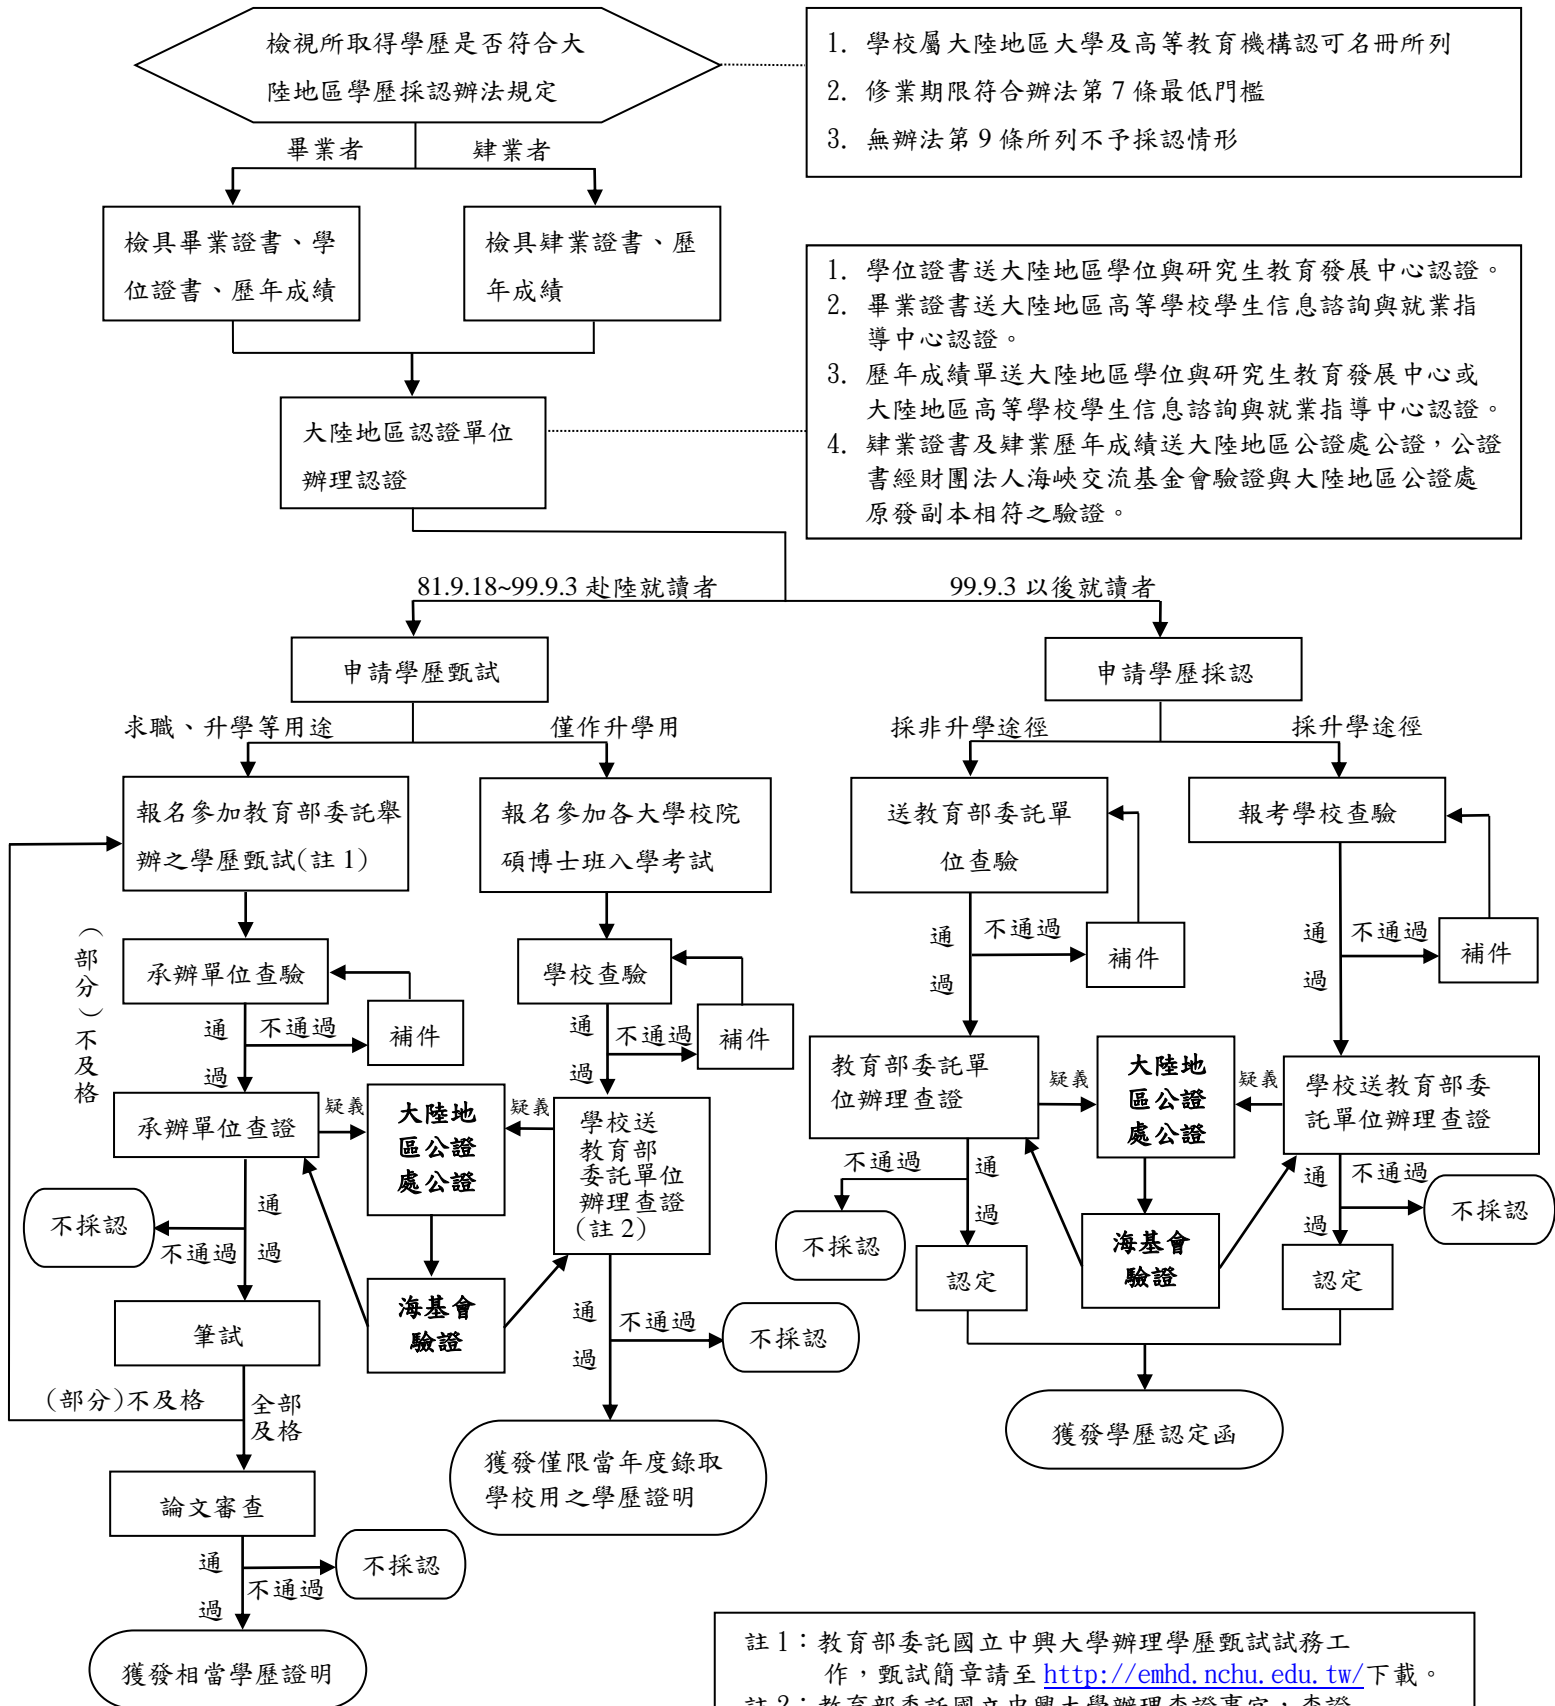 檢視所取得學歷是否符合大
陸地區學歷採認辦法規定
1. 學校屬大陸地區大學及高等教育機構認可名冊所列
2. 修業期限符合辦法第 7 條最低門檻
3. 無辦法第 9 條所列不予採認情形
畢業者
肄業者
檢具畢業證書、學
位證書、歷年成績
檢具肄業證書、歷
年成績
1. 學位證書送大陸地區學位與研究生教育發展中心認證。
2. 畢業證書送大陸地區高等學校學生信息諮詢與就業指
導中心認證。
3. 歷年成績單送大陸地區學位與研究生教育發展中心或
大陸地區高等學校學生信息諮詢與就業指導中心認證。
4. 肄業證書及肄業歷年成績送大陸地區公證處公證，公證
書經財團法人海峽交流基金會驗證與大陸地區公證處
原發副本相符之驗證。
大陸地區認證單位
辦理認證
81.9.18~99.9.3 赴陸就讀者
99.9.3 以後就讀者
申請學歷甄試
申請學歷採認
求職、升學等用途
僅作升學用
採非升學途徑
採升學途徑
報名參加教育部委託舉
辦之學歷甄試(註 1)
報名參加各大學校院
碩博士班入學考試
送教育部委託單
位查驗
報考學校查驗
（部分）不及格
承辦單位查驗
通過
不通過
補件
學校查驗
通過
不通過
補件
通過
不通過
補件
通過
不通過
補件
承辦單位查證
疑義
大陸地
區公證
處公證
疑義
學校送
教育部
委託單位
辦理查證
(註 2)
教育部委託單
位辦理查證
疑義
大陸地
區公證
處公證
疑義
學校送教育部委
託單位辦理查證
不採認
不通過
通過
海基會
驗證
通過
不通過
不採認
不通過
不採認
通過
認定
海基會
驗證
通過
不通過
不採認
認定
筆試
(部分)不及格
全部
及格
獲發學歷認定函
獲發僅限當年度錄取
學校用之學歷證明
論文審查
通過
不通過
不採認
獲發相當學歷證明
註 1：教育部委託國立中興大學辦理學歷甄試試務工
作，甄試簡章請至 http://emhd.nchu.edu.tw/下載。
註 2：教育部委託國立中興大學辦理查證事宜，查證